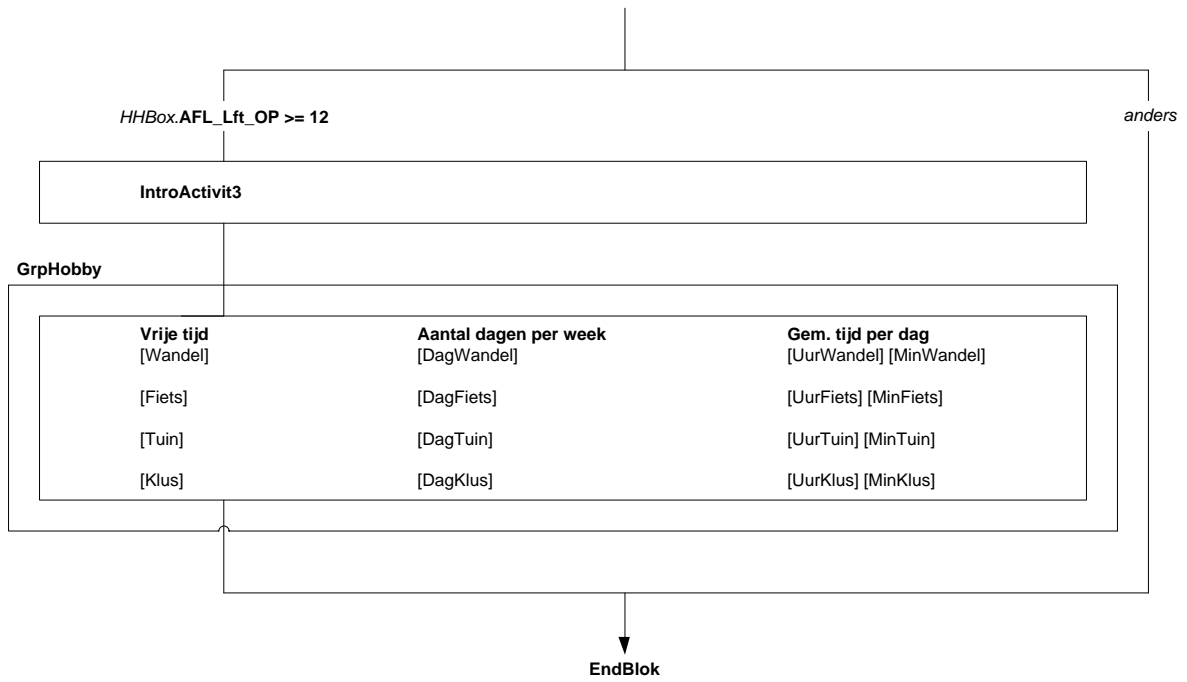 HHBox.AFL_Lft_OP >= 12
anders
IntroActivit3
GrpHobby
Vrije tijd Aantal dagen per week Gem. tijd per dag
[Wandel] [DagWandel] [UurWandel] [MinWandel]
[Fiets] [DagFiets] [UurFiets] [MinFiets]
[Tuin] [DagTuin] [UurTuin] [MinTuin]
[Klus] [DagKlus] [UurKlus] [MinKlus]
EndBlok